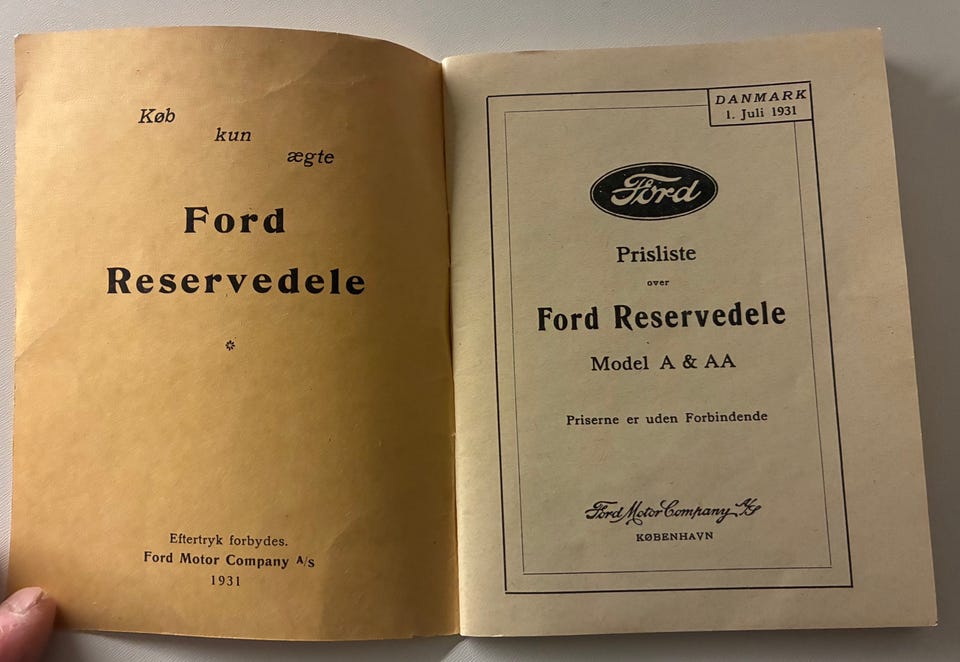 Køb
kun
ægte
Ford
Reservedele
Eftertryk forbydes.
Ford Motor Company A/s
1931
DANMARK
1. Juli 1931
Ford
Prisliste
over
Ford Reservedele
Model A & AA
Priserne er uden Forbindende
Ford Motor Company A/S
KØBENHAVN